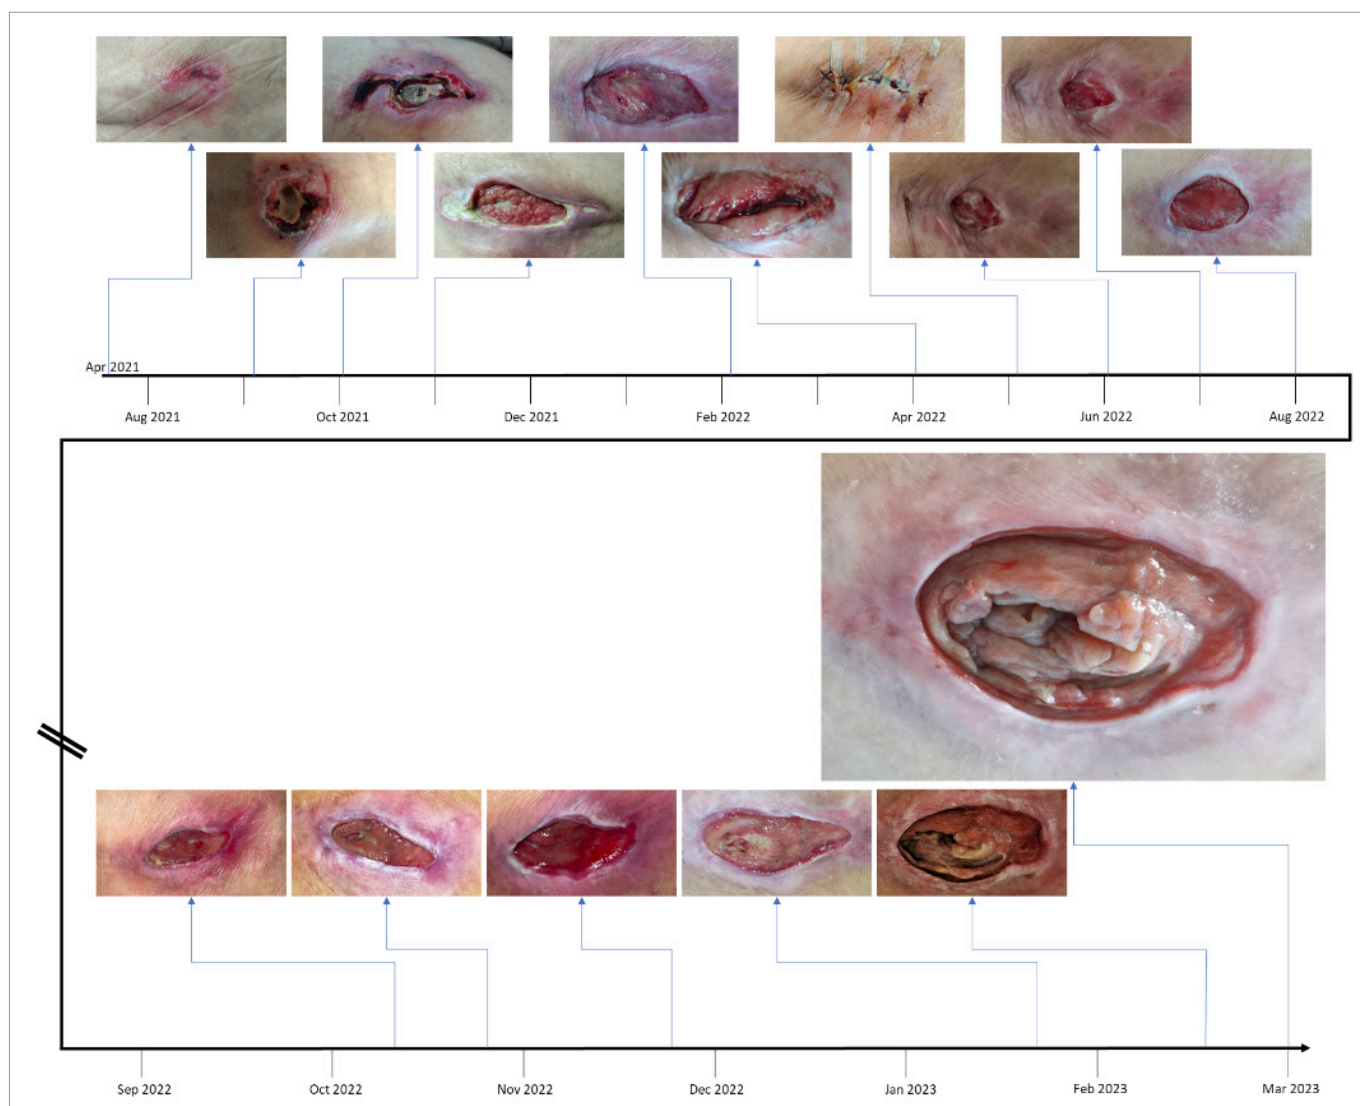 Apr 2021
Aug 2021
Oct 2021
Dec 2021
Feb 2022
Apr 2022
Jun 2022
Aug 2022
Sep 2022
Oct 2022
Nov 2022
Dec 2022
Jan 2023
Feb 2023
Mar 2023